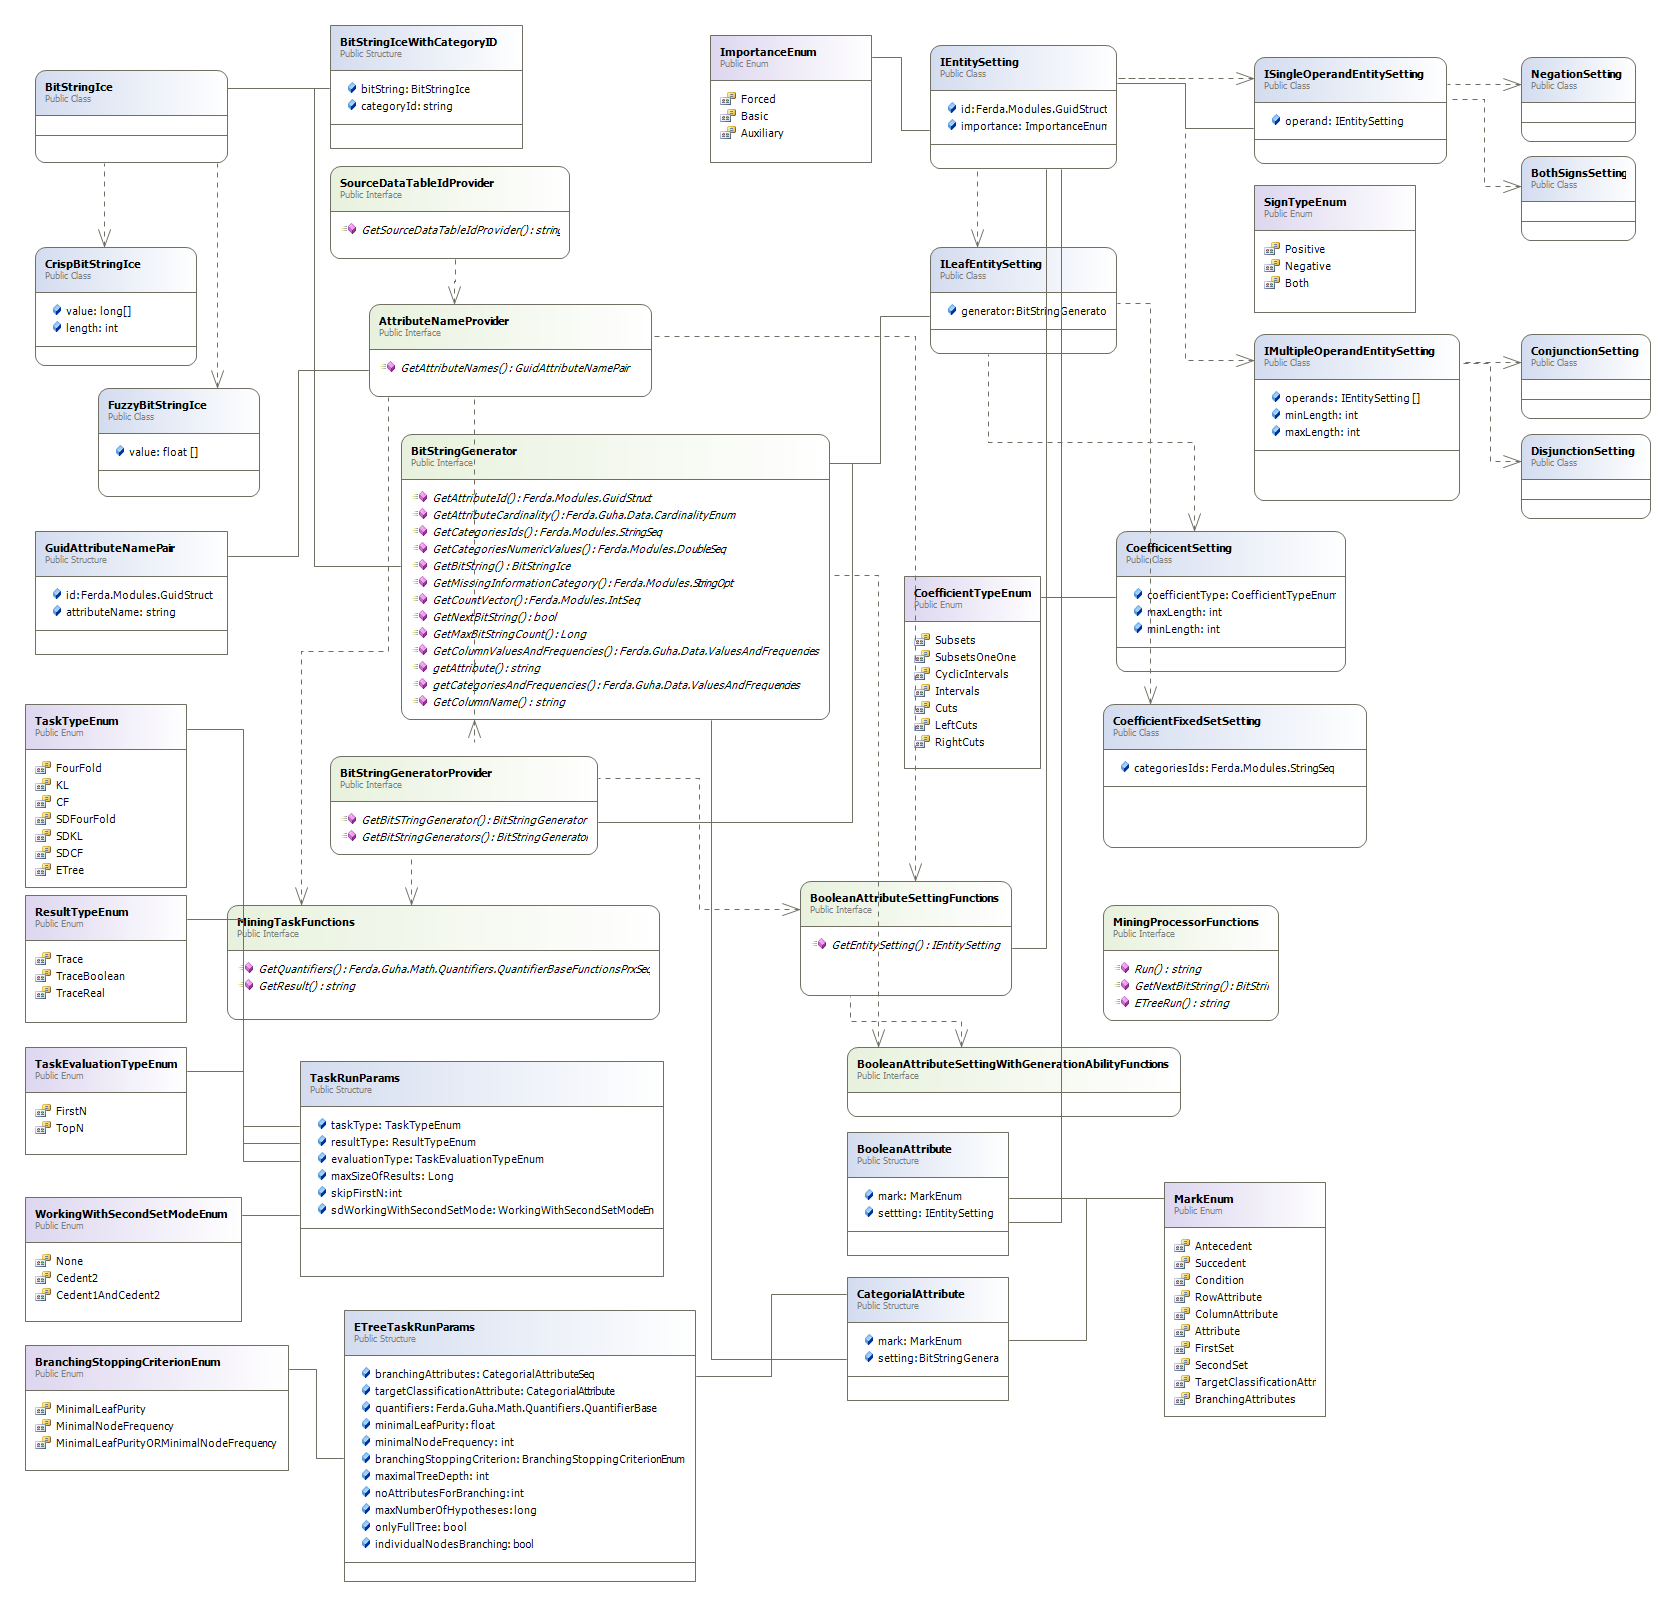 BitStringIceWithCategoryID
Public Structure
bitString: BitStringIce
categoryId: string
ImportanceEnum
Public Enum
Forced
Basic
Auxiliary
IEntitySetting
Public Class
id:Ferda.Modules.GuidStruct
importance: ImportanceEnum
ISingleOperandEntitySetting
Public Class
operand: IEntitySetting
NegationSetting
Public Class
BitStringIce
Public Class
BothSignsSetting
Public Class
SourceDataTableIdProvider
Public Interface
GetSourceDataTableIdProvider(): string
SignTypeEnum
Public Enum
Positive
Negative
Both
CrispBitStringIce
Public Class
value: long[]
length: int
ILeafEntitySetting
Public Class
generator:BitStringGenerato
AttributeNameProvider
Public Interface
GetAttributeNames(): GuidAttributeNamePair
IMultipleOperandEntitySetting
Public Class
operands: IEntitySetting []
minLength: int
maxLength: int
ConjunctionSetting
Public Class
FuzzyBitStringIce
Public Class
value: float []
DisjunctionSetting
Public Class
BitStringGenerator
Public Interface
GetAttributeId(): Ferda.Modules.GuidStruct
GetAttributeCardinality(): Ferda.Guha.Data.CardinalityEnum
GetCategoriesIds(): Ferda.Modules.StringSeq
GetCategoriesNumericValues(): Ferda.Modules.DoubleSeq
GetBitString(): BitStringIce
GetMissingInformationCategory(): Ferda.Modules.StringOpt
GetCountVector(): Ferda.Modules.IntSeq
GetNextBitString(): bool
GetMaxBitStringCount(): Long
GetColumnValuesAndFrequencies(): Ferda.Guha.Data.ValuesAndFrequencies
getAttribute(): string
getCategoriesAndFrequencies(): Ferda.Guha.Data.ValuesAndFrequencies
GetColumnName(): string
GuidAttributeNamePair
Public Structure
id:Ferda.Modules.GuidStruct
attributeName: string
CoefficicentSetting
Public Class
coefficientType: CoefficientTypeEnum
maxLength: int
minLength: int
CoefficientTypeEnum
Public Enum
Subsets
SubsetsOneOne
CyclicIntervals
Intervals
Cuts
LeftCuts
RightCuts
TaskTypeEnum
Public Enum
FourFold
KL
CF
SDFourFold
SDKL
SDCF
ETree
CoefficientFixedSetSetting
Public Class
categoriesIds: Ferda.Modules.StringSeq
BitStringGeneratorProvider
Public Interface
GetBitSTringGenerator(): BitStringGenerator
GetBitStringGenerators(): BitStringGenerator
ResultTypeEnum
Public Enum
Trace
TraceBoolean
TraceReal
MiningTaskFunctions
Public Interface
GetQuantifiers(): Ferda.Guha.Math.Quantifiers.QuantifierBaseFunctionsPrxSeq
GetResult(): string
BooleanAttributeSettingFunctions
Public Interface
GetEntitySetting(): IEntitySetting
MiningProcessorFunctions
Public Interface
Run(): string
GetNextBitString(): BitStrin
ETreeRun(): string
TaskEvaluationTypeEnum
Public Enum
FirstN
TopN
BooleanAttributeSettingWithGenerationAbilityFunctions
Public Interface
TaskRunParams
Public Structure
taskType: TaskTypeEnum
resultType: ResultTypeEnum
evaluationType: TaskEvaluationTypeEnum
maxSizeOfResults: Long
skipFirstN:int
sdWorkingWithSecondSetMode: WorkingWithSecondSetModeEn
BooleanAttribute
Public Structure
mark: MarkEnum
settting: IEntitySetting
WorkingWithSecondSetModeEnum
Public Enum
None
Cedent2
Cedent1AndCedent2
MarkEnum
Public Enum
Antecedent
Succedent
Condition
RowAttribute
ColumnAttribute
Attribute
FirstSet
SecondSet
TargetClassificationAttr
BranchingAttributes
CategorialAttribute
Public Structure
mark: MarkEnum
setting:BitStringGenera
BranchingStoppingCriterionEnum
Public Enum
MinimalLeafPurity
MinimalNodeFrequency
MinimalLeafPurityORMinimalNodeFrequency
ETreeTaskRunParams
Public Structure
branchingAttributes: CategorialAttributeSeq
targetClassificationAttribute: CategorialAttribute
quantifiers: Ferda.Guha.Math.Quantifiers.QuantifierBase
minimalLeafPurity: float
minimalNodeFrequency: int
branchingStoppingCriterion: BranchingStoppingCriterionEnum
maximalTreeDepth: int
noAttributesForBranching:int
maxNumberOfHypotheses:long
onlyFullTree: bool
individualNodesBranching: bool